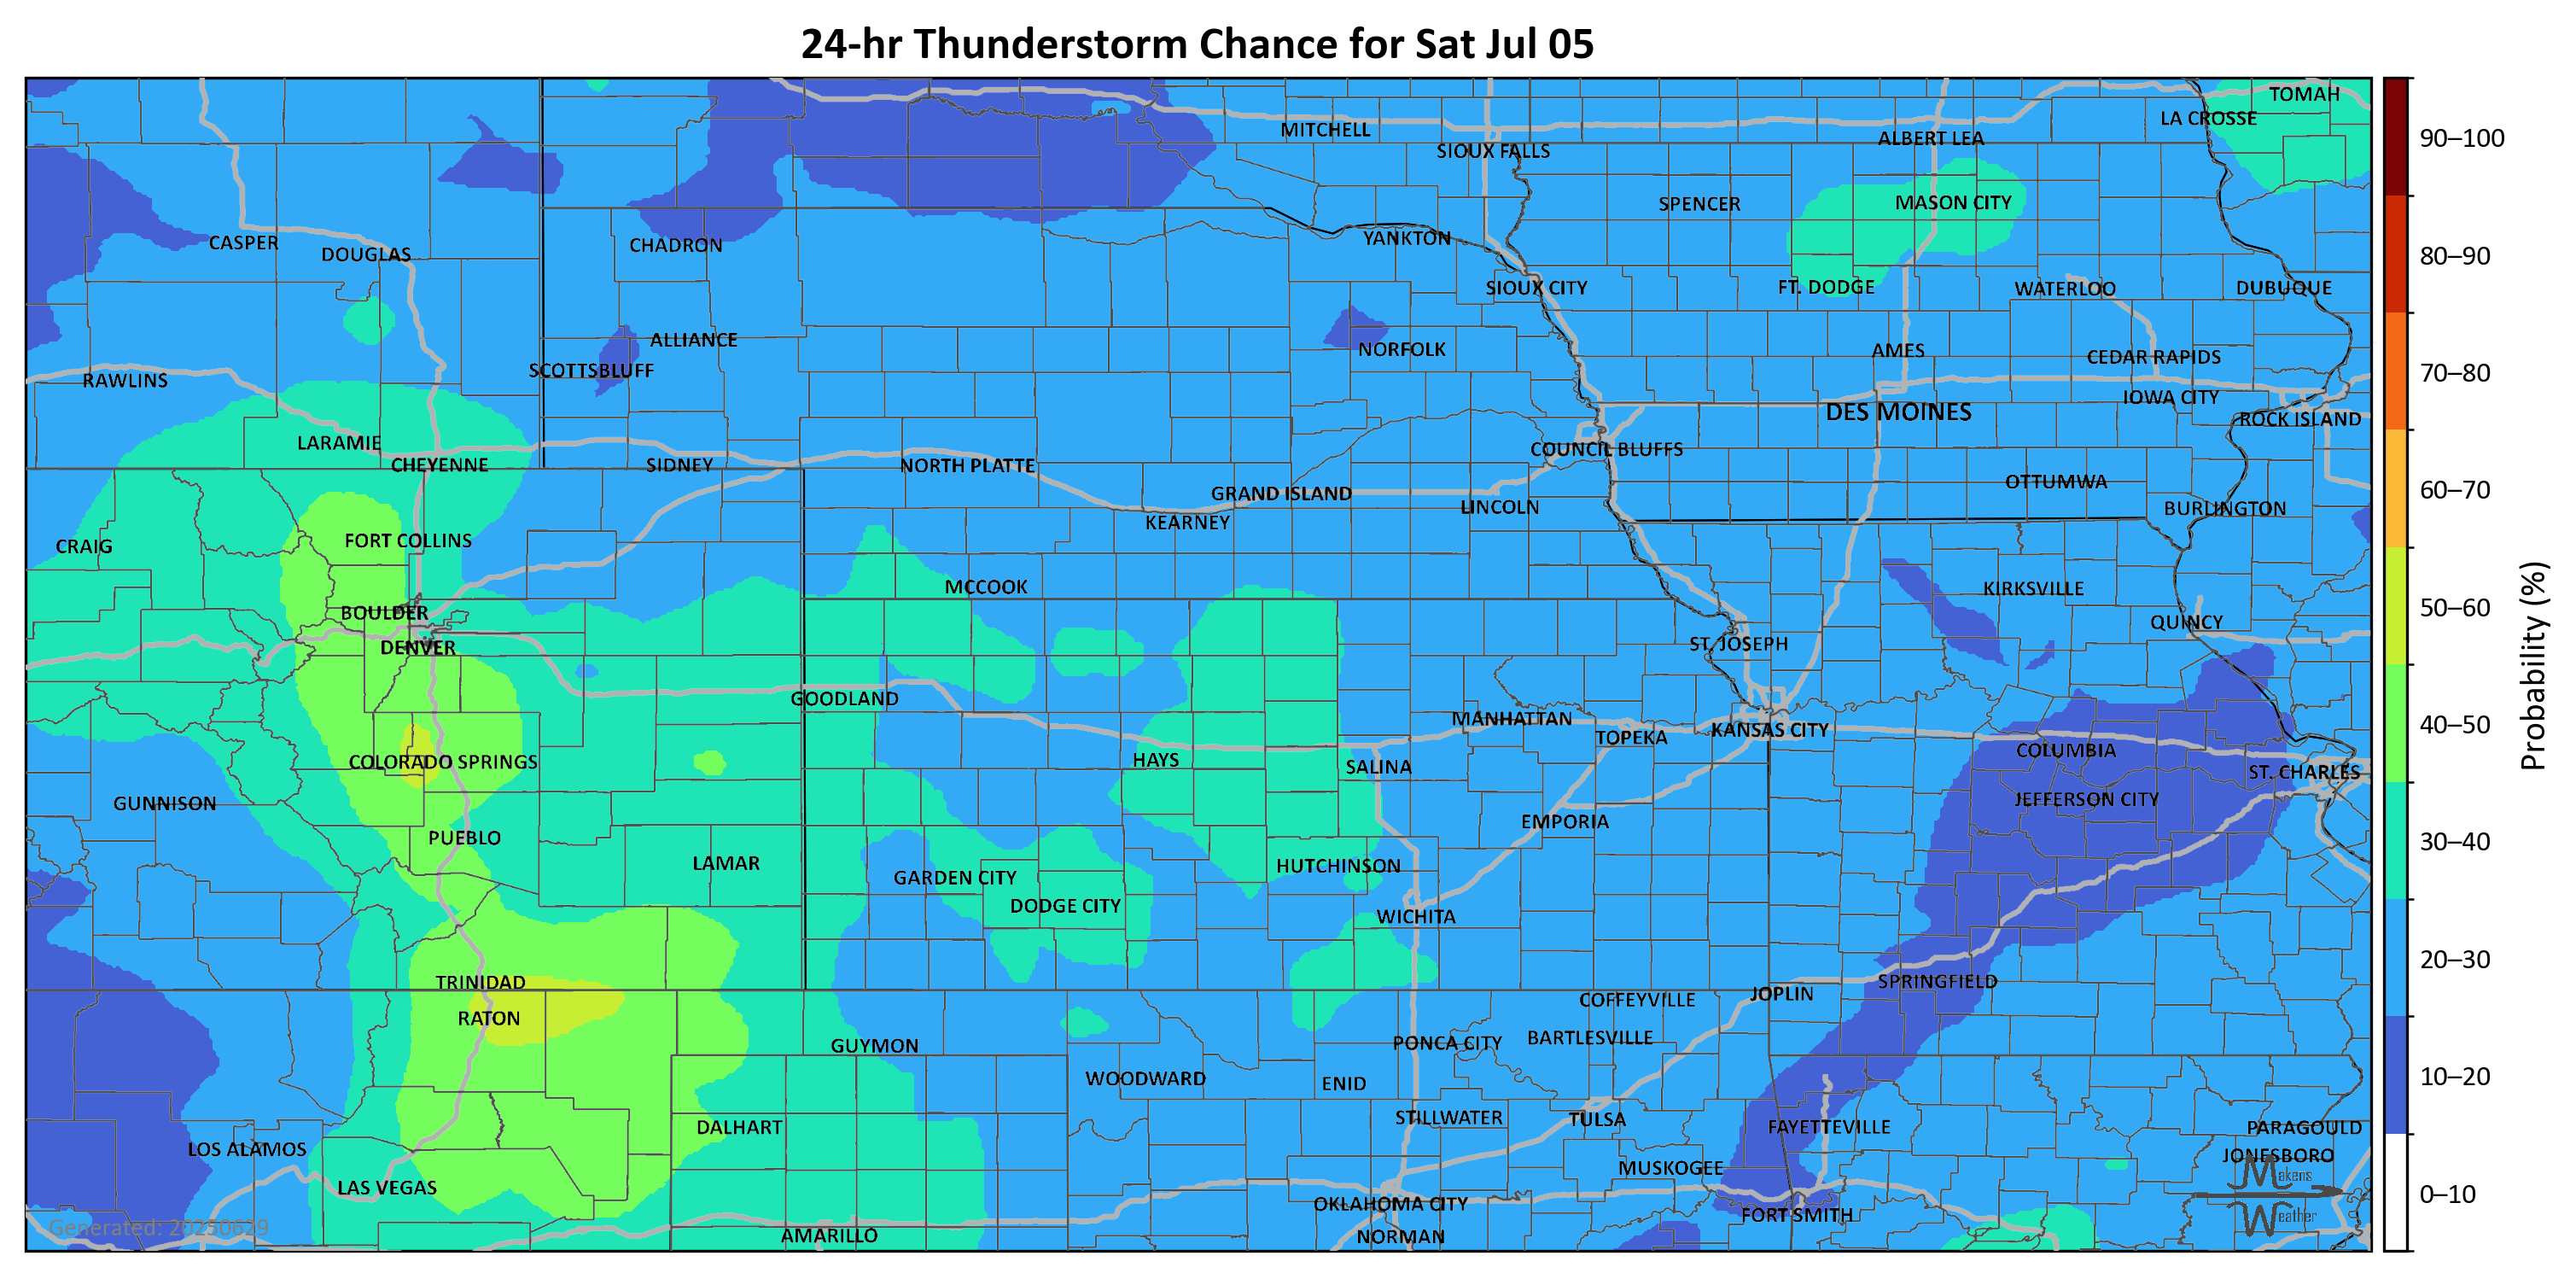 24-hr Thunderstorm Chance for Sat Jul 05
TOMAH
LA CROSSE
MITCHELL
ALBERT LEA
SIOUX FALLS
SPENCER
MASON CITY
CASPER
DOUGLAS
CHADRON
YANKTON
SIOUX CITY
FT. DODGE
WATERLOO
DUBUQUE
ALLIANCE
NORFOLK
AMES
CEDAR RAPIDS
RAWLINS
SCOTTSBLUFF
IOWA CITY
DES MOINES
ROCK ISLAND
LARAMIE
CHEYENNE
SIDNEY
NORTH PLATTE
COUNCIL BLUFFS
GRAND ISLAND
LINCOLN
OTTUMWA
BURLINGTON
KEARNEY
CRAIG
FORT COLLINS
MCCOOK
KIRKSVILLE
BOULDER
QUINCY
DENVER
ST. JOSEPH
GOODLAND
MANHATTAN
TOPEKA
KANSAS CITY
COLUMBIA
COLORADO SPRINGS
HAYS
SALINA
ST. CHARLES
GUNNISON
JEFFERSON CITY
PUEBLO
EMPORIA
LAMAR
GARDEN CITY
HUTCHINSON
DODGE CITY
WICHITA
TRINIDAD
SPRINGFIELD
COFFEYVILLE
JOPLIN
RATON
GUYMON
PONCA CITY
BARTLESVILLE
WOODWARD
ENID
STILLWATER
TULSA
DALHART
FAYETTEVILLE
PARAGOULD
LOS ALAMOS
JONESBORO
MUSKOGEE
LAS VEGAS
OKLAHOMA CITY
FORT SMITH
AMARILLO
NORMAN
Generated: 20250629
Makens
Weather
90–100
80–90
70–80
60–70
50–60
40–50
30–40
20–30
10–20
0–10
Probability (%)